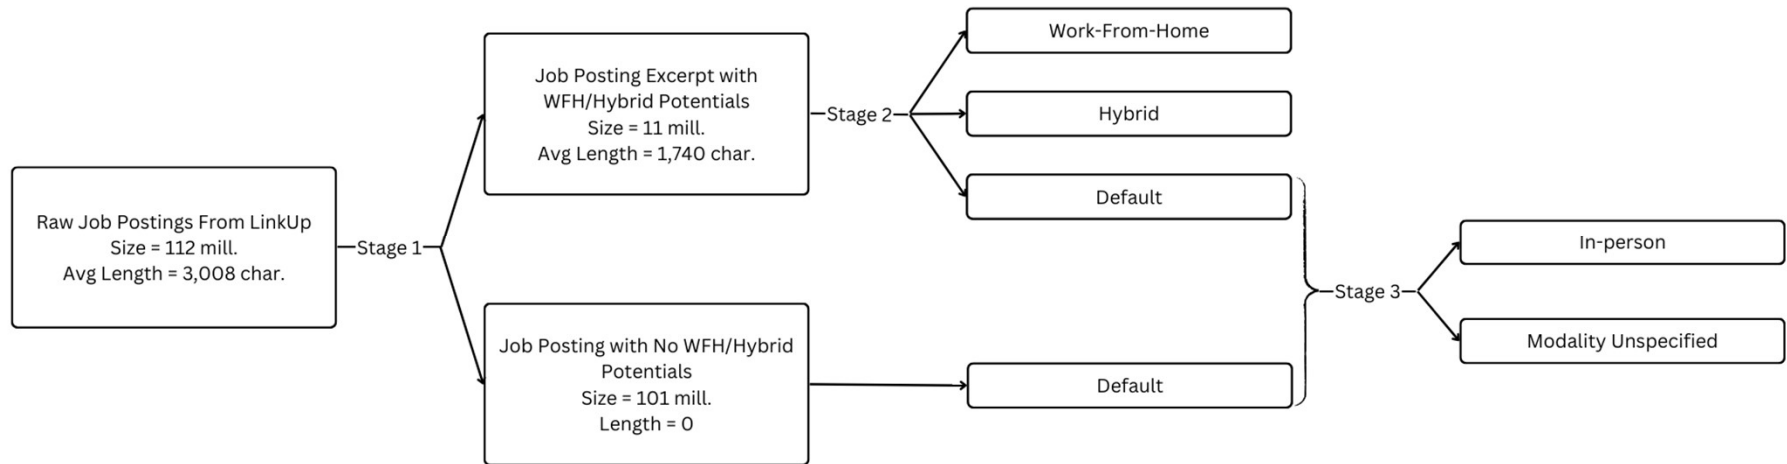 Raw Job Postings From LinkUp
Size = 112 mill.
Avg Length = 3,008 char.
Stage 1
Job Posting Excerpt with
WFH/Hybrid Potentials
Size = 11 mill.
Avg Length = 1,740 char.
Job Posting with No WFH/Hybrid
Potentials
Size = 101 mill.
Length = 0
Stage 2
Work-From-Home
Hybrid
Default
Default
Stage 3
In-person
Modality Unspecified